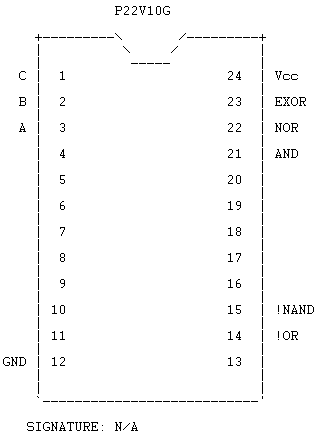 P22V10G
C 1 24 Vcc
B 2 23 EXOR
A 3 22 NOR
4 21 AND
5 20
6 19
7 18
8 17
9 16
10 15 !NAND
11 14 !OR
GND 12 13
SIGNATURE: N/A